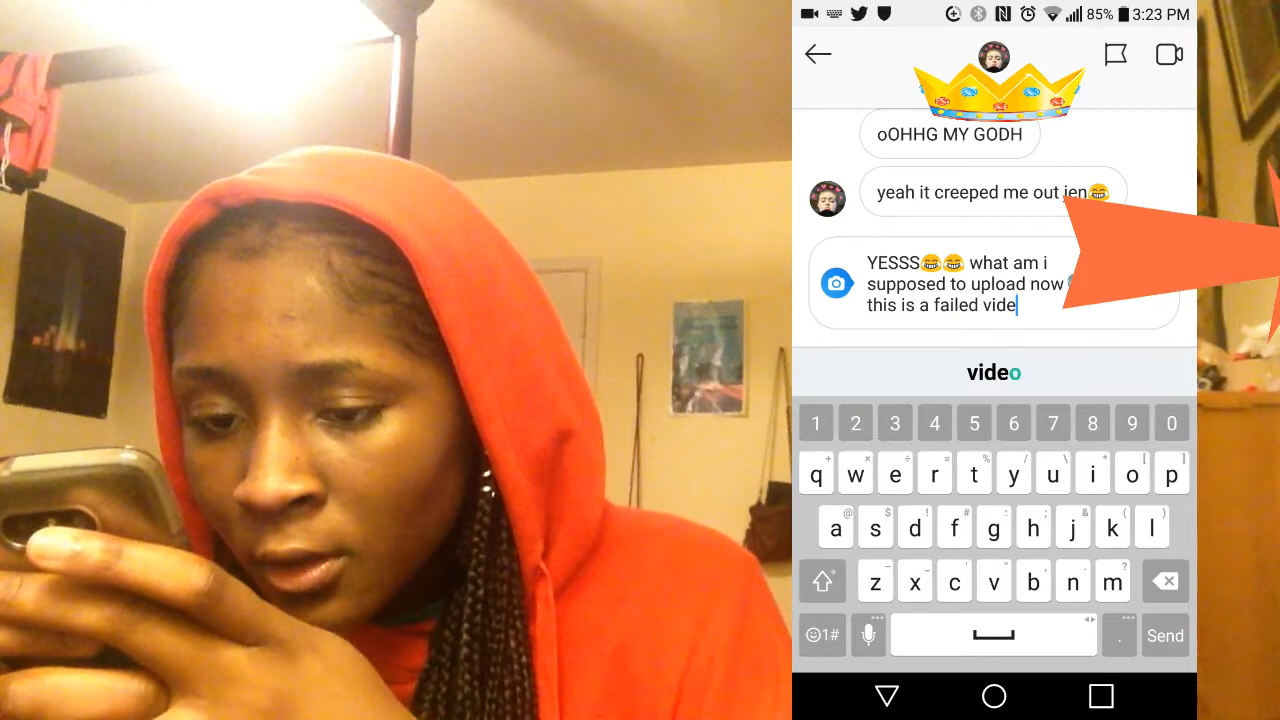 85% 3:23 PM
oOHHG MY GODH
yeah it creeped me out jen😂
YESSS😂😂 what am i
supposed to upload now
this is a failed vide
video
1 2 3 4 5 6 7 8 9 0
+ × ÷ = % / \ * [ ]
q w e r t y u i o p
@ $ ! # : ; & ( )
a s d f g h j k l
z x c v b n m
1# . Send